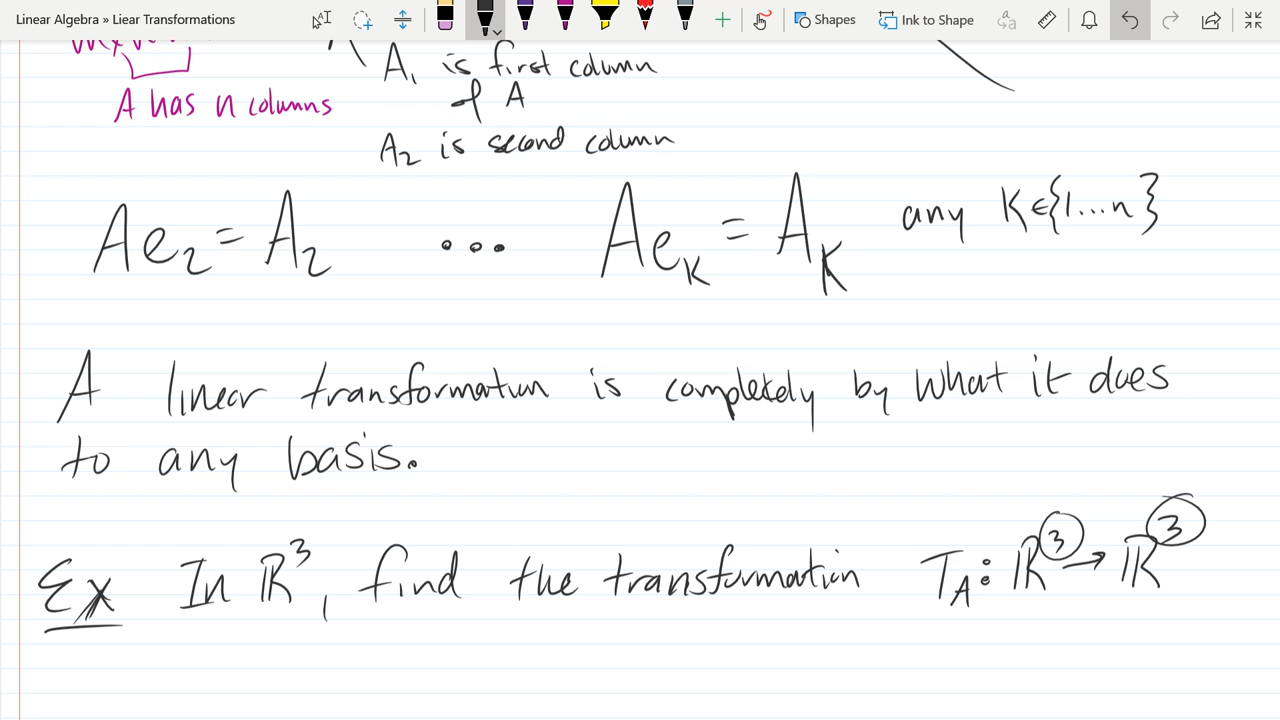 Linear Algebra » Liear Transformations
Shapes
Ink to Shape
A₁ is first column
of A
A has n columns
A₂ is second column
Ae₂ = A₂ ... Aeₖ = Aₖ any K∈{1...n}
A linear transformation is completely by what it does
to any basis.
Ex In ℝ³, find the transformation T_A: ℝ³ → ℝ³